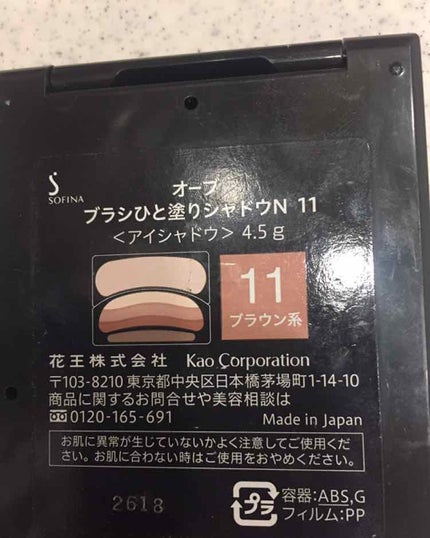 SOFINA
オーブ
ブラシひと塗りシャドウN 11
<アイシャドウ> 4.5g
11
ブラウン系
花王株式会社 Kao Corporation
〒103-8210 東京都中央区日本橋茅場町1-14-10
商品に関するお問合せや美容相談は
0120-165-691 Made in Japan
お肌に異常が生じていないかよく注意してご使用くだ
さい。お肌に合わない時はご使用をおやめください。
2618
プラ
容器:ABS,G
フィルム:PP